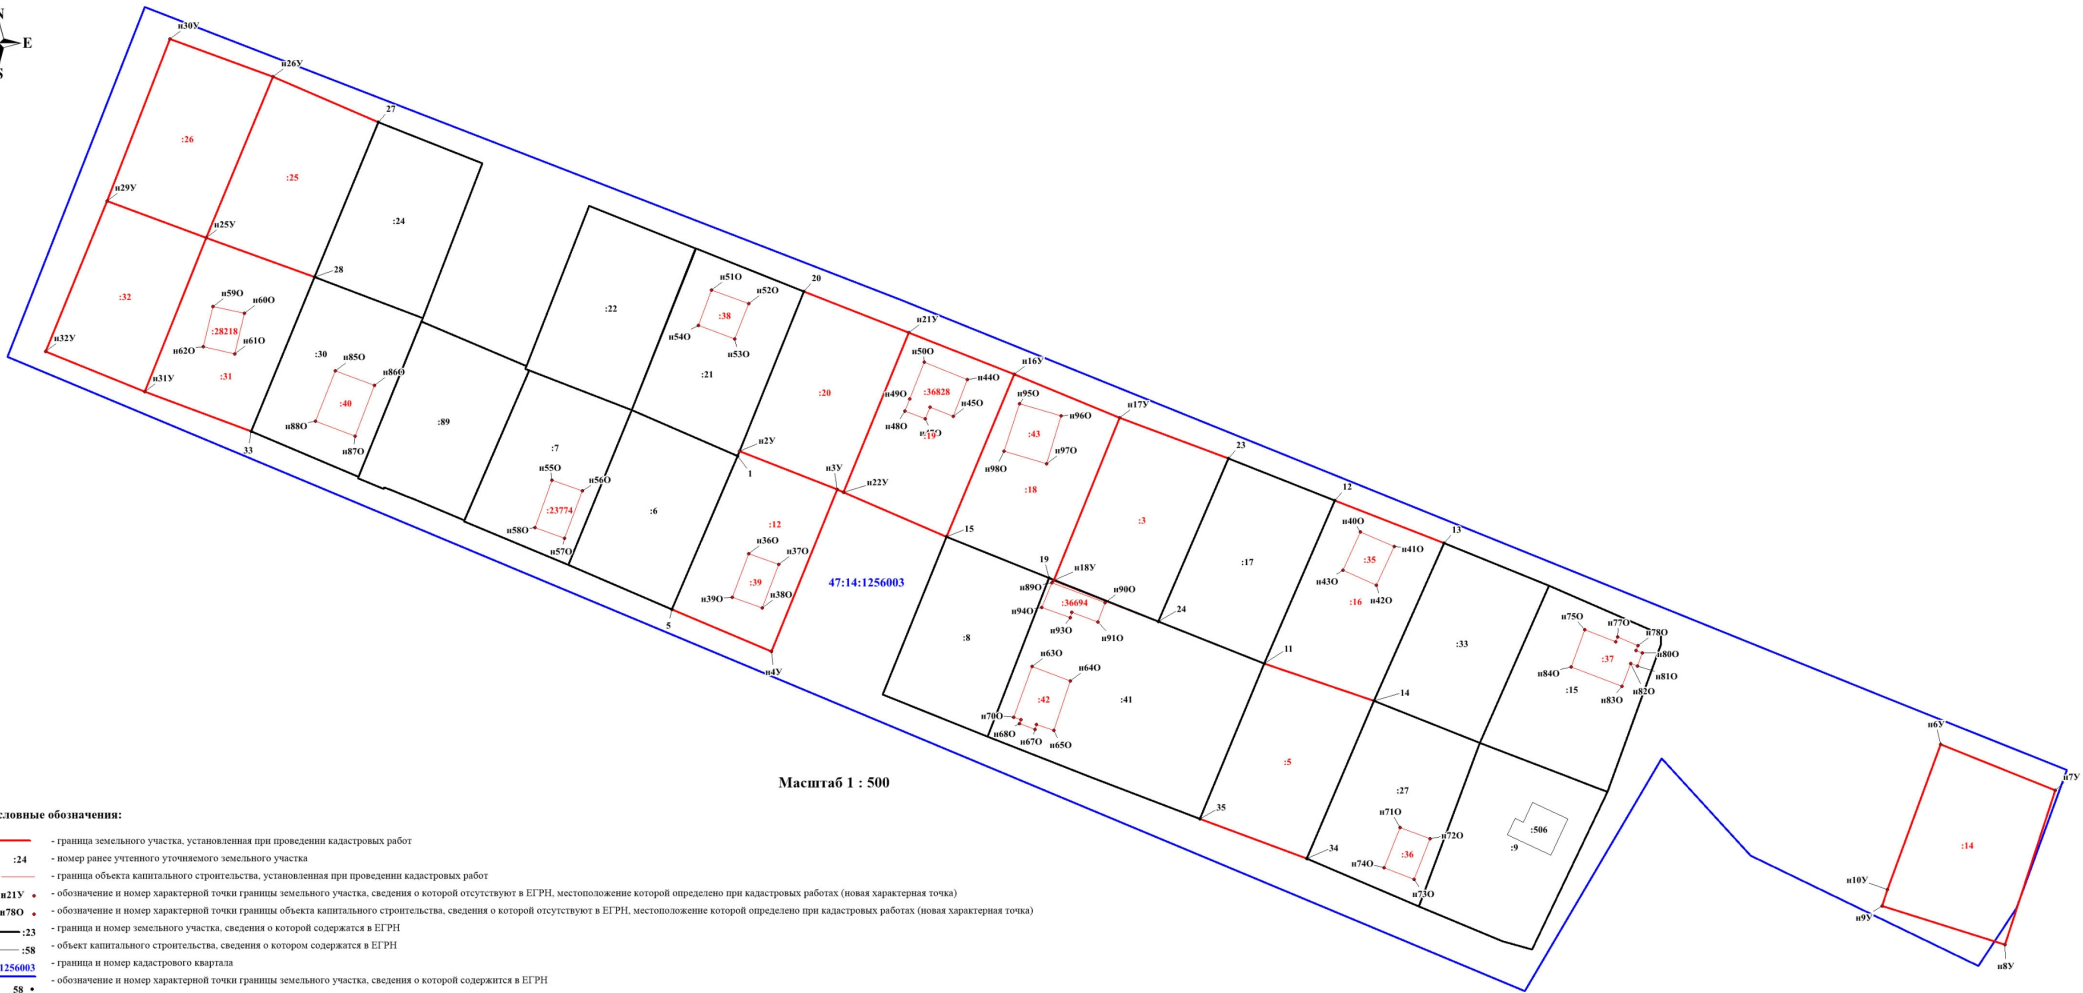 N
E
S
н30У
н26У
27
:26
:25
:24
н29У
н25У
28
:32
н59О
н60О
:28218
н62О
н61О
:31
н32У
н31У
33
:30
н85О
н86О
:40
н88О
н87О
:89
:22
:7
н55О
н56О
:23774
н58О
н57О
:6
20
н51О
н52О
:38
н54О
н53О
:21
н21У
н16У
н50О
н44О
:36828
н49О
н45О
н48О
н47О
:19
:20
н2У
1
н3У
н22У
:12
н36О
н37О
:39
н39О
н38О
5
н4У
47:14:1256003
н17У
н95О
н96О
:43
н98О
н97О
:18
23
:3
15
19
н18У
н89О
н90О
:36694
н94О
н93О
н91О
24
:8
н63О
н64О
:42
н70О
н68О
н67О
н65О
:41
12
:17
13
н40О
н41О
:35
н43О
н42О
:16
11
14
:5
35
34
:33
н75О
н77О
н78О
:37
н80О
н81О
н84О
н82О
н83О
:15
:27
н71О
н72О
:36
н74О
н73О
:506
:9
н6У
н7У
:14
н10У
н9У
н8У
Масштаб 1 : 500
словные обозначения:
- граница земельного участка, установленная при проведении кадастровых работ
:24 - номер ранее учтенного уточняемого земельного участка
- граница объекта капитального строительства, установленная при проведении кадастровых работ
н21У - обозначение и номер характерной точки границы земельного участка, сведения о которой отсутствуют в ЕГРН, местоположение которой определено при кадастровых работах (новая характерная точка)
н78О - обозначение и номер характерной точки границы объекта капитального строительства, сведения о которой отсутствуют в ЕГРН, местоположение которой определено при кадастровых работах (новая характерная точка)
:23 - граница и номер земельного участка, сведения о которой содержатся в ЕГРН
:58 - объект капитального строительства, сведения о котором содержатся в ЕГРН
1256003 - граница и номер кадастрового квартала
58 - обозначение и номер характерной точки границы земельного участка, сведения о которой содержится в ЕГРН